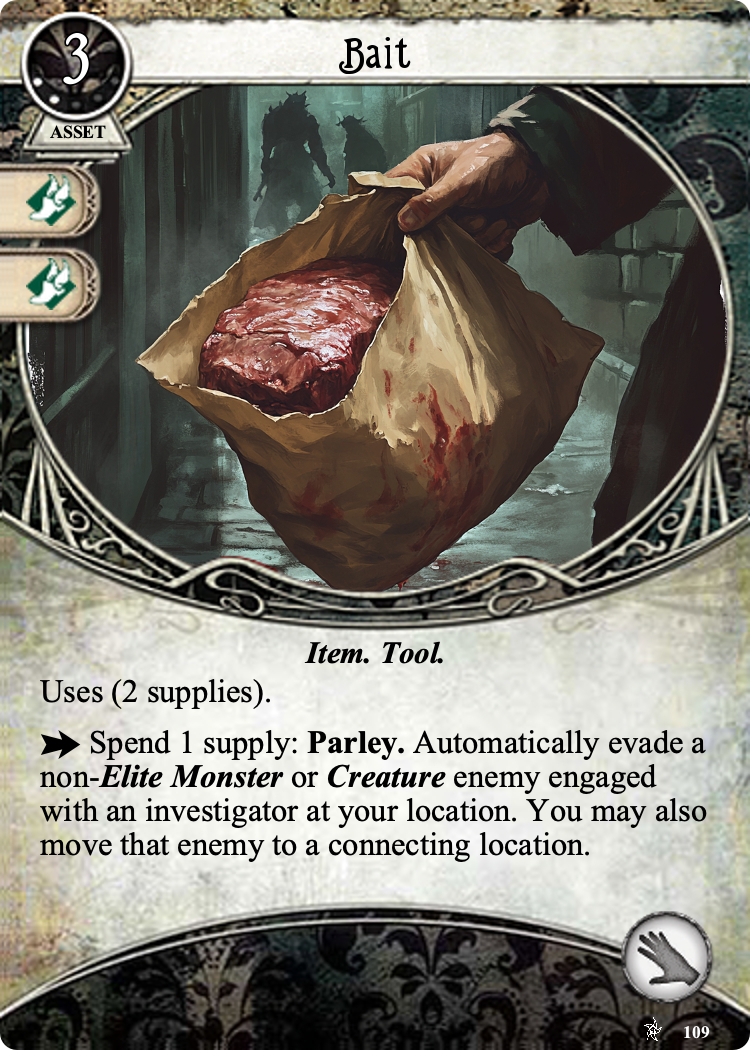 3
Bait
ASSET
Item. Tool.
Uses (2 supplies).
Spend 1 supply: Parley. Automatically evade a
non-Elite Monster or Creature enemy engaged
with an investigator at your location. You may also
move that enemy to a connecting location.
109